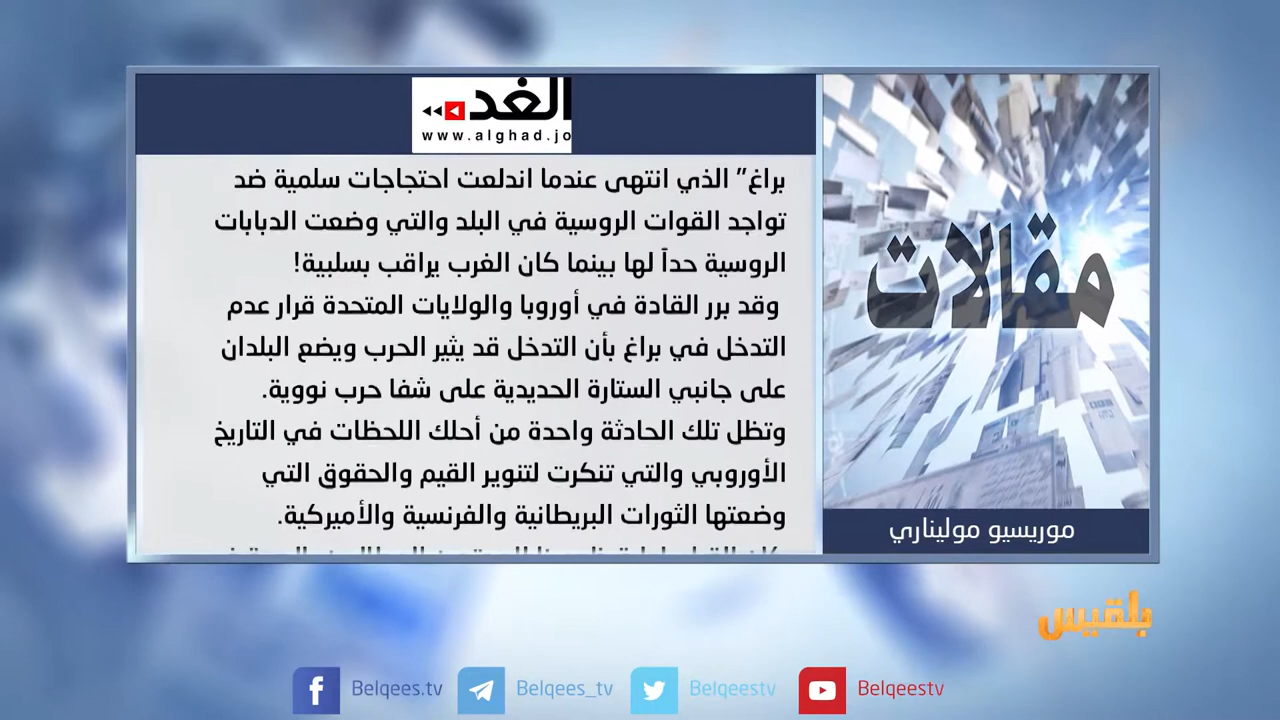 الغد
www.alghad.jo
براغ" الذي انتهى عندما اندلعت احتجاجات سلمية ضد
تواجد القوات الروسية في البلد والتي وضعت الدبابات
الروسية حداً لها بينما كان الغرب يراقب بسلبية!
وقد برر القادة في أوروبا والولايات المتحدة قرار عدم
التدخل في براغ بأن التدخل قد يثير الحرب ويضع البلدان
على جانبي الستارة الحديدية على شفا حرب نووية.
وتظل تلك الحادثة واحدة من أحلك اللحظات في التاريخ
الأوروبي والتي تنكرت لتنوير القيم والحقوق التي
وضعتها الثورات البريطانية والفرنسية والأميركية.
مقالات
موريسيو موليناري
بلقيس
Belqees.tv
Belqees_tv
Belqeestv
Belqeestv